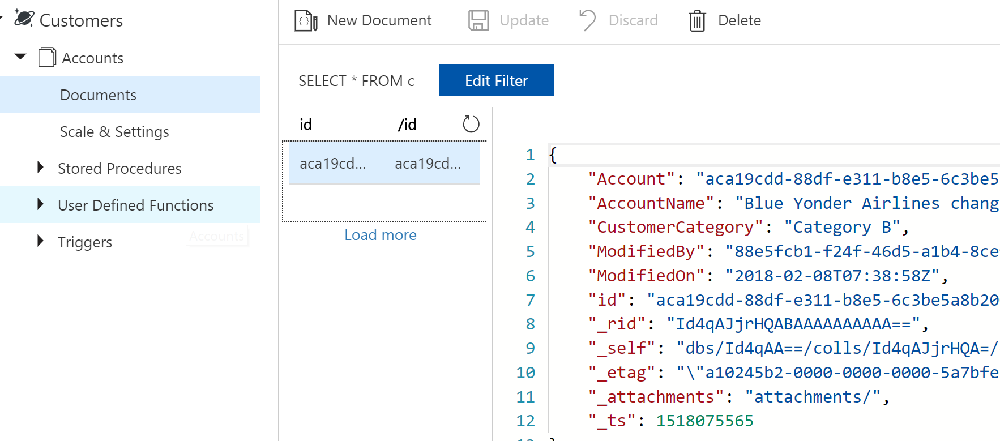 Customers
Accounts
Documents
Scale & Settings
Stored Procedures
User Defined Functions
Accounts
Triggers
New Document Update Discard Delete
SELECT * FROM c Edit Filter
id /id
aca19cd... aca19cd...
Load more
1 {
2 "Account": "aca19cdd-88df-e311-b8e5-6c3be5
3 "AccountName": "Blue Yonder Airlines chang
4 "CustomerCategory": "Category B",
5 "ModifiedBy": "88e5fcb1-f24f-46d5-a1b4-8ce
6 "ModifiedOn": "2018-02-08T07:38:58Z",
7 "id": "aca19cdd-88df-e311-b8e5-6c3be5a8b20
8 "_rid": "Id4qAJjrHQABAAAAAAAAAA==",
9 "_self": "dbs/Id4qAA==/colls/Id4qAJjrHQA=/
10 "_etag": "\"a10245b2-0000-0000-0000-5a7bfe
11 "_attachments": "attachments/",
12 "_ts": 1518075565